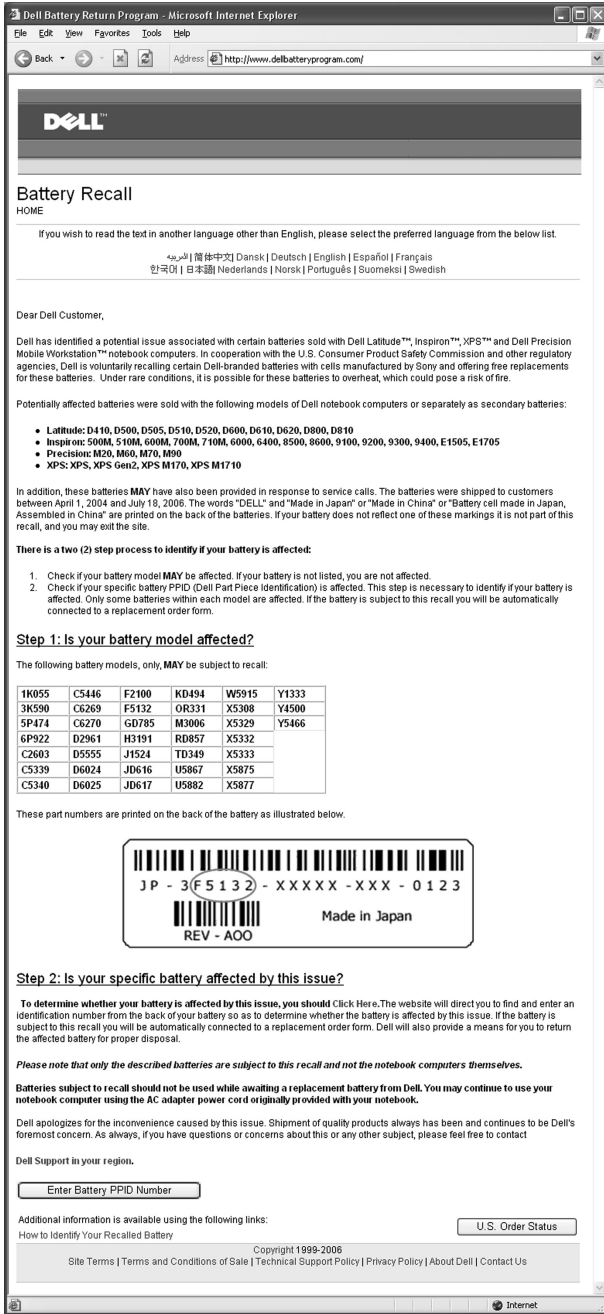 Dell Battery Return Program - Microsoft Internet Explorer
File Edit View Favorites Tools Help
Back Address http://www.dellbatteryprogram.com/
DELL™
Battery Recall
HOME
If you wish to read the text in another language other than English, please select the preferred language from the below list.
| 简体中文| Dansk | Deutsch | English | Español | Français
한국어 | 日本語| Nederlands | Norsk | Português | Suomeksi | Swedish
Dear Dell Customer,
Dell has identified a potential issue associated with certain batteries sold with Dell Latitude™, Inspiron™, XPS™ and Dell Precision
Mobile Workstation™ notebook computers. In cooperation with the U.S. Consumer Product Safety Commission and other regulatory
agencies, Dell is voluntarily recalling certain Dell-branded batteries with cells manufactured by Sony and offering free replacements
for these batteries. Under rare conditions, it is possible for these batteries to overheat, which could pose a risk of fire.
Potentially affected batteries were sold with the following models of Dell notebook computers or separately as secondary batteries:
• Latitude: D410, D500, D505, D510, D520, D600, D610, D620, D800, D810
• Inspiron: 500M, 510M, 600M, 700M, 710M, 6000, 6400, 8500, 8600, 9100, 9200, 9300, 9400, E1505, E1705
• Precision: M20, M60, M70, M90
• XPS: XPS, XPS Gen2, XPS M170, XPS M1710
In addition, these batteries MAY have also been provided in response to service calls. The batteries were shipped to customers
between April 1, 2004 and July 18, 2006. The words "DELL" and "Made in Japan" or "Made in China" or "Battery cell made in Japan,
Assembled in China" are printed on the back of the batteries. If your battery does not reflect one of these markings it is not part of this
recall, and you may exit the site.
There is a two (2) step process to identify if your battery is affected:
1. Check if your battery model MAY be affected. If your battery is not listed, you are not affected.
2. Check if your specific battery PPID (Dell Part Piece Identification) is affected. This step is necessary to identify if your battery is
affected. Only some batteries within each model are affected. If the battery is subject to this recall you will be automatically
connected to a replacement order form.
Step 1: Is your battery model affected?
The following battery models, only, MAY be subject to recall:
1K055 C5446 F2100 KD494 W5915 Y1333
3K590 C6269 F5132 OR331 X5308 Y4500
5P474 C6270 GD785 M3006 X5329 Y5466
6P922 D2961 H3191 RD857 X5332
C2603 D5555 J1524 TD349 X5333
C5339 D6024 JD616 U5867 X5875
C5340 D6025 JD617 U5882 X5877
These part numbers are printed on the back of the battery as illustrated below.
JP - 3F5132 - XXXXX - XXX - 0123
Made in Japan
REV - AOO
Step 2: Is your specific battery affected by this issue?
To determine whether your battery is affected by this issue, you should Click Here.The website will direct you to find and enter an
identification number from the back of your battery so as to determine whether the battery is affected by this issue. If the battery is
subject to this recall you will be automatically connected to a replacement order form. Dell will also provide a means for you to return
the affected battery for proper disposal.
Please note that only the described batteries are subject to this recall and not the notebook computers themselves.
Batteries subject to recall should not be used while awaiting a replacement battery from Dell. You may continue to use your
notebook computer using the AC adapter power cord originally provided with your notebook.
Dell apologizes for the inconvenience caused by this issue. Shipment of quality products always has been and continues to be Dell's
foremost concern. As always, if you have questions or concerns about this or any other subject, please feel free to contact
Dell Support in your region.
Enter Battery PPID Number
Additional information is available using the following links:
How to Identify Your Recalled Battery
U.S. Order Status
Copyright 1999-2006
Site Terms | Terms and Conditions of Sale | Technical Support Policy | Privacy Policy | About Dell | Contact Us
Internet